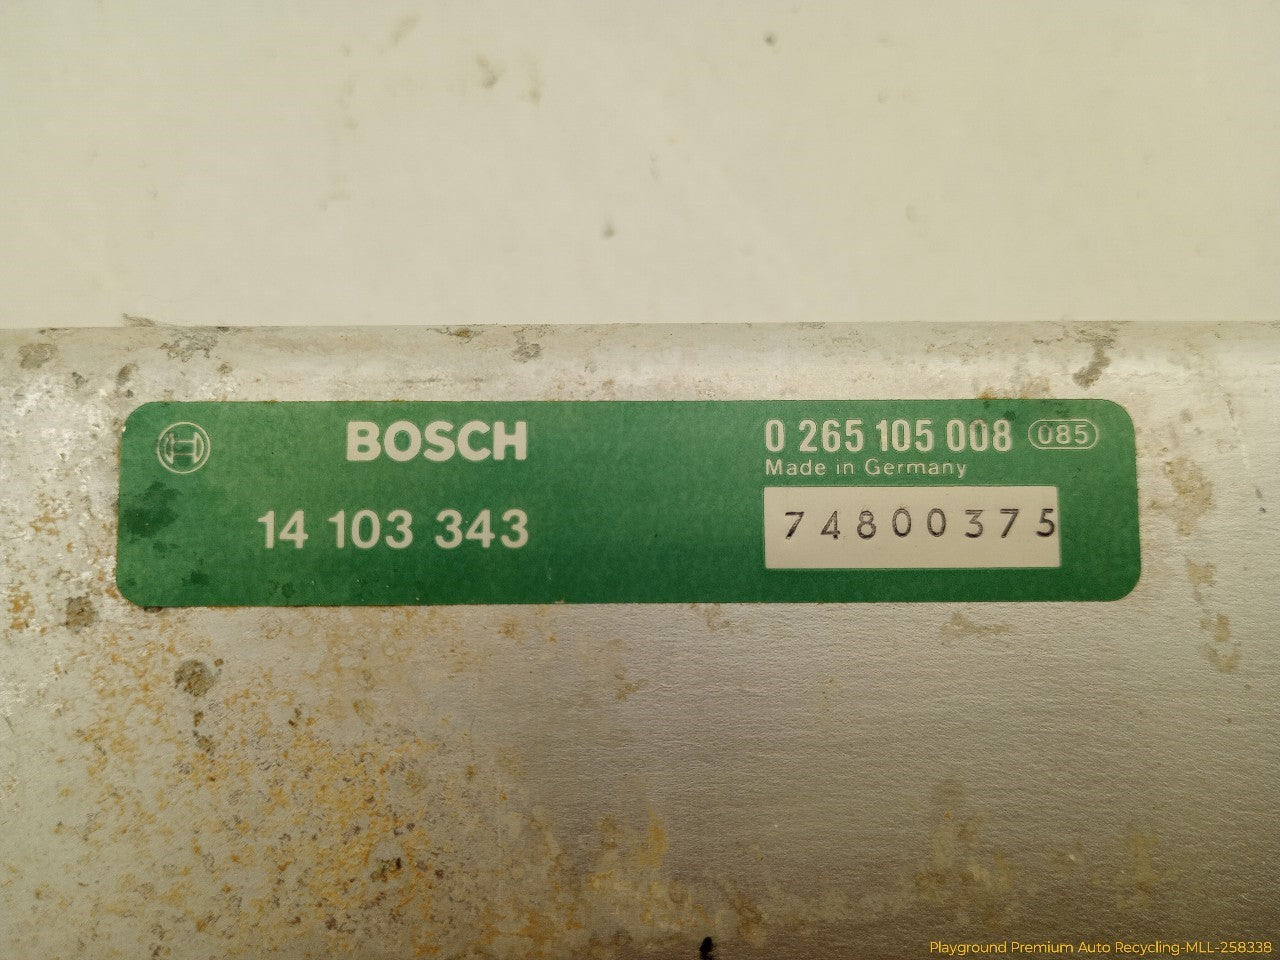 BOSCH
0 265 105 008 085
Made in Germany
14 103 343
74800375
Playground Premium Auto Recycling-MLL-258338